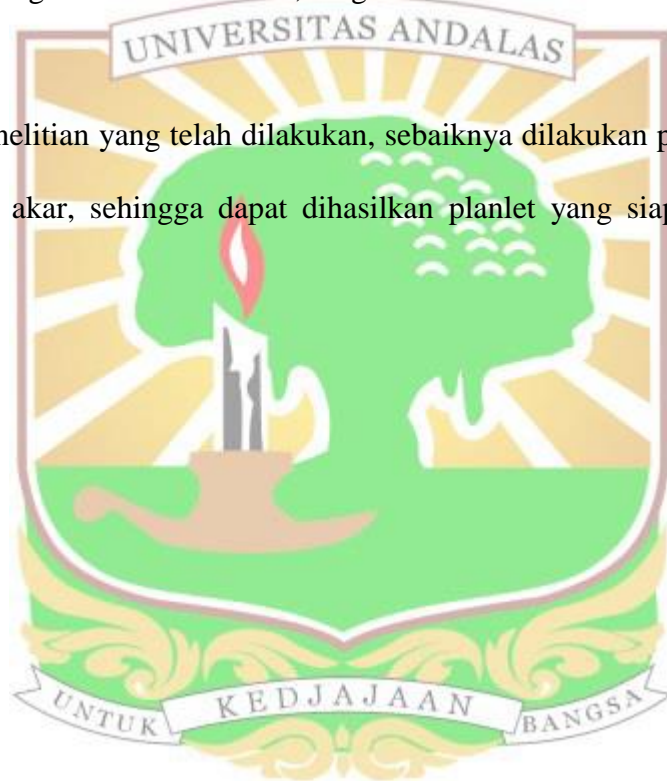 UNIVERSITAS ANDALAS
nelitian yang telah dilakukan, sebaiknya dilakukan p
akar, sehingga dapat dihasilkan planlet yang siap
UNTUK KEDJAJAAN BANGSA